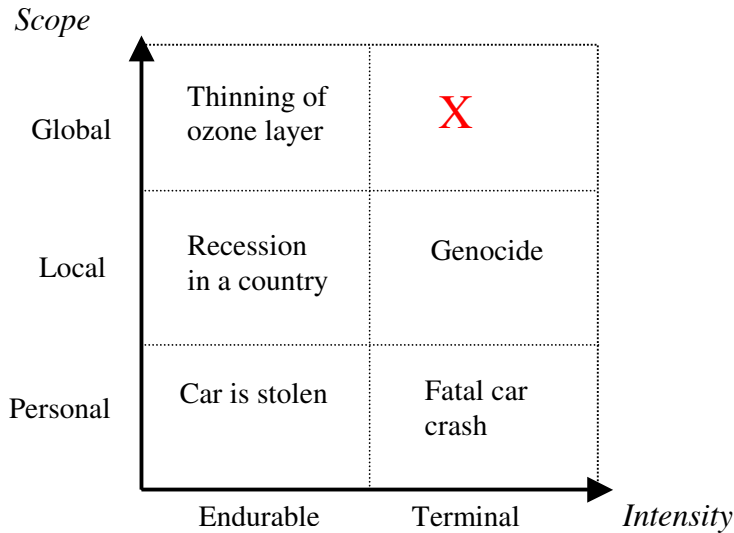 Scope
Global
Thinning of
ozone layer
X
Local
Recession
in a country
Genocide
Personal
Car is stolen
Fatal car
crash
Endurable
Terminal
Intensity